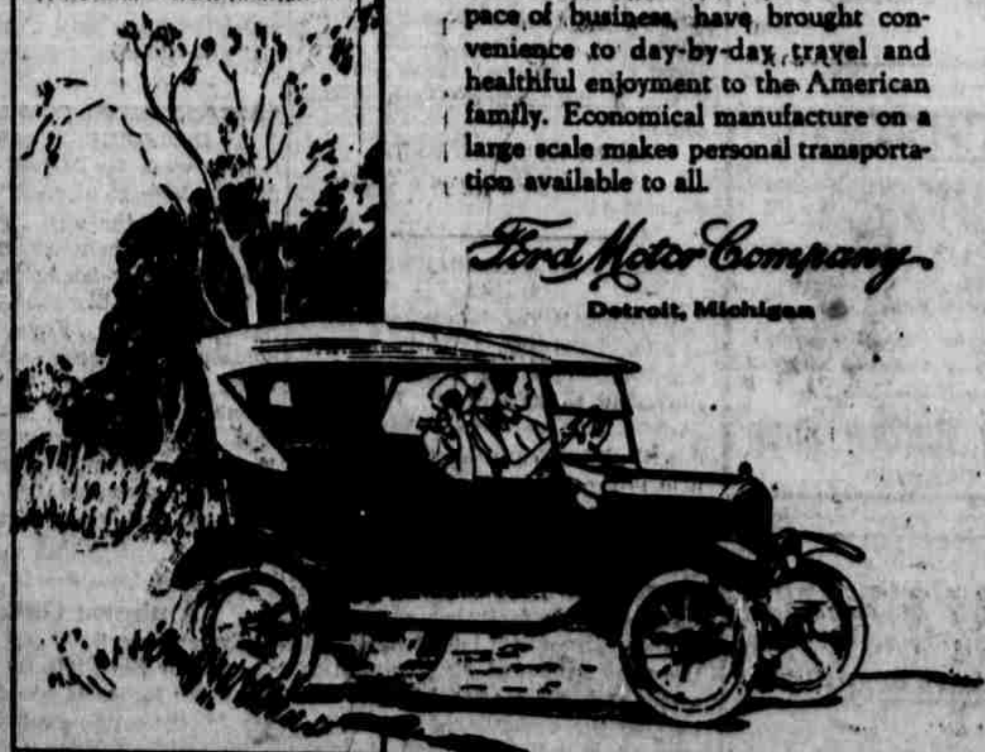 pace of business, have brought con-
venience to day-by-day travel and
healthful enjoyment to the American
family. Economical manufacture on a
large scale makes personal transporta-
tion available to all.
Ford Motor Company
Detroit, Michigan